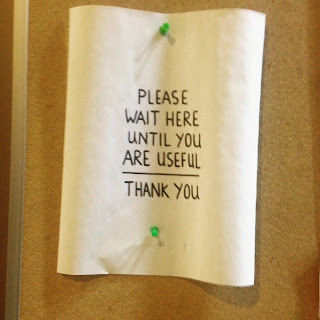 PLEASE
WAIT HERE
UNTIL YOU
ARE USEFUL
THANK YOU